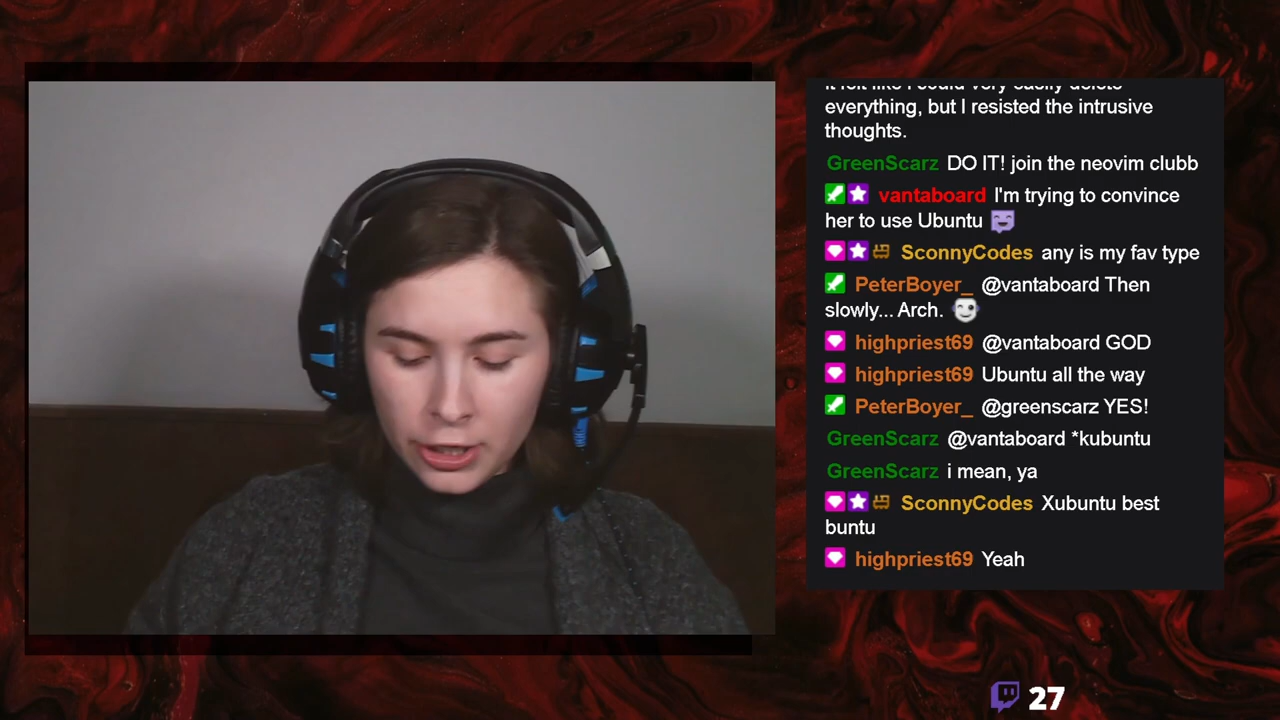 everything, but I resisted the intrusive
thoughts.
GreenScarz DO IT! join the neovim clubb
vantaboard I'm trying to convince
her to use Ubuntu
SconnyCodes any is my fav type
PeterBoyer_ @vantaboard Then
slowly... Arch.
highpriest69 @vantaboard GOD
highpriest69 Ubuntu all the way
PeterBoyer_ @greenscarz YES!
GreenScarz @vantaboard *kubuntu
GreenScarz i mean, ya
SconnyCodes Xubuntu best
buntu
highpriest69 Yeah
27